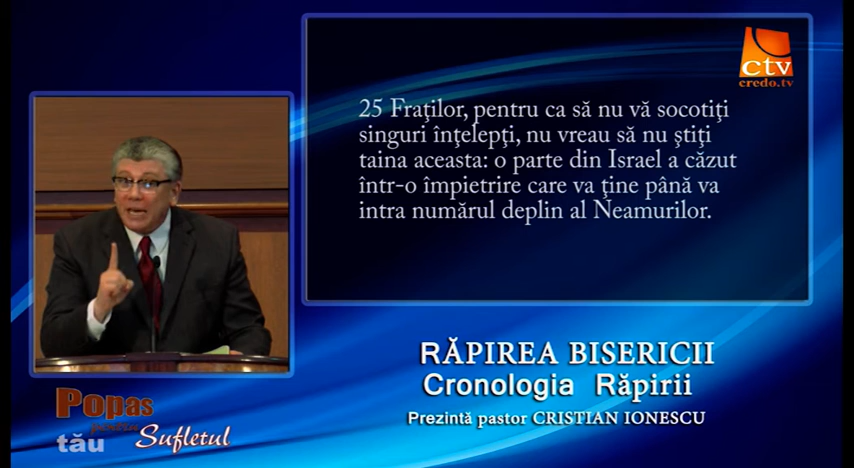 ctv
credo.tv
25 Fraţilor, pentru ca să nu vă socotiţi
singuri înţelepţi, nu vreau să nu ştiţi
taina aceasta: o parte din Israel a căzut
într-o împietrire care va ţine până va
intra numărul deplin al Neamurilor.
RĂPIREA BISERICII
Cronologia Răpirii
Prezintă pastor CRISTIAN IONESCU
Popas
pentru
tău Sufletul